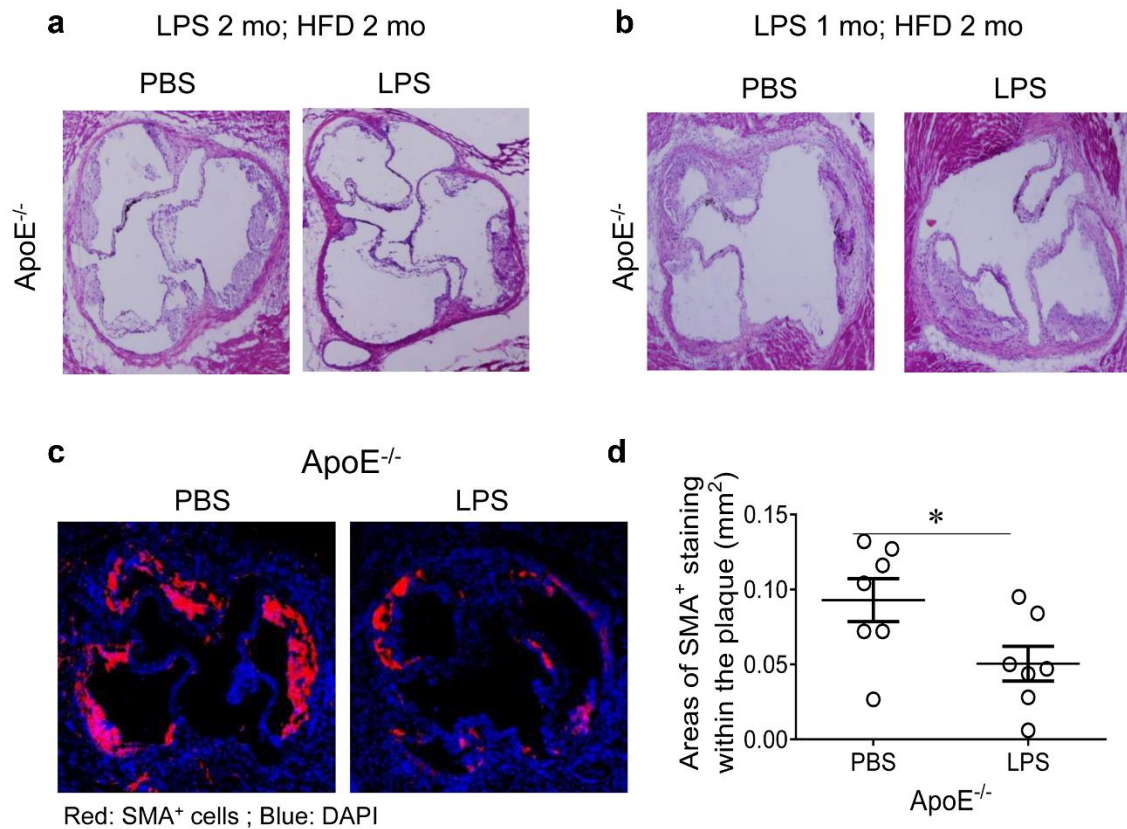 a LPS 2 mo; HFD 2 mo
PBS LPS
ApoE-/-
b LPS 1 mo; HFD 2 mo
PBS LPS
ApoE-/-
c ApoE-/-
PBS LPS
Red: SMA+ cells ; Blue: DAPI
d
Areas of SMA+ staining
within the plaque (mm2)
0.15
0.10
0.05
0.00
*
PBS LPS
ApoE-/-